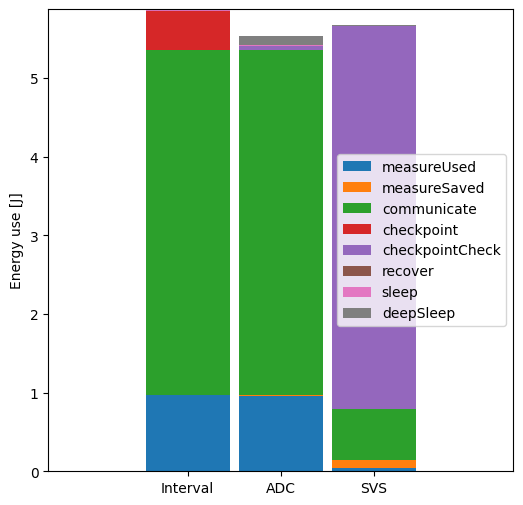 Energy use [J]
5
4
3
2
1
0
Interval ADC SVS
measureUsed
measureSaved
communicate
checkpoint
checkpointCheck
recover
sleep
deepSleep